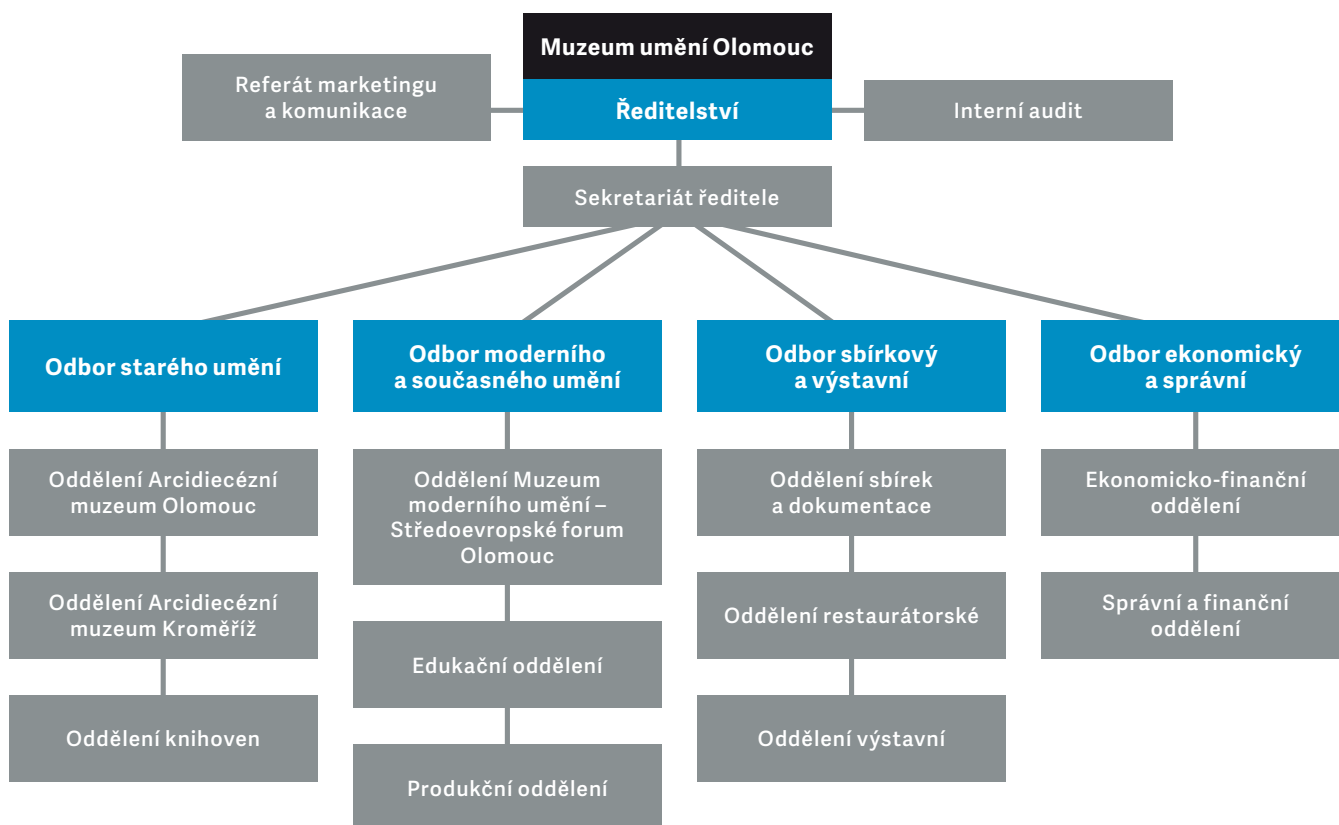 Muzeum umění Olomouc
Referát marketingu
a komunikace
Ředitelství
Interní audit
Sekretariát ředitele
Odbor starého umění
Odbor moderního
a současného umění
Odbor sbírkový
a výstavní
Odbor ekonomický
a správní
Oddělení Arcidiecézní
muzeum Olomouc
Oddělení Muzeum
moderního umění –
Středoevropské forum
Olomouc
Oddělení sbírek
a dokumentace
Ekonomicko-finanční
oddělení
Oddělení Arcidiecézní
muzeum Kroměříž
Edukační oddělení
Oddělení restaurátorské
Správní a finanční
oddělení
Oddělení knihoven
Produkční oddělení
Oddělení výstavní